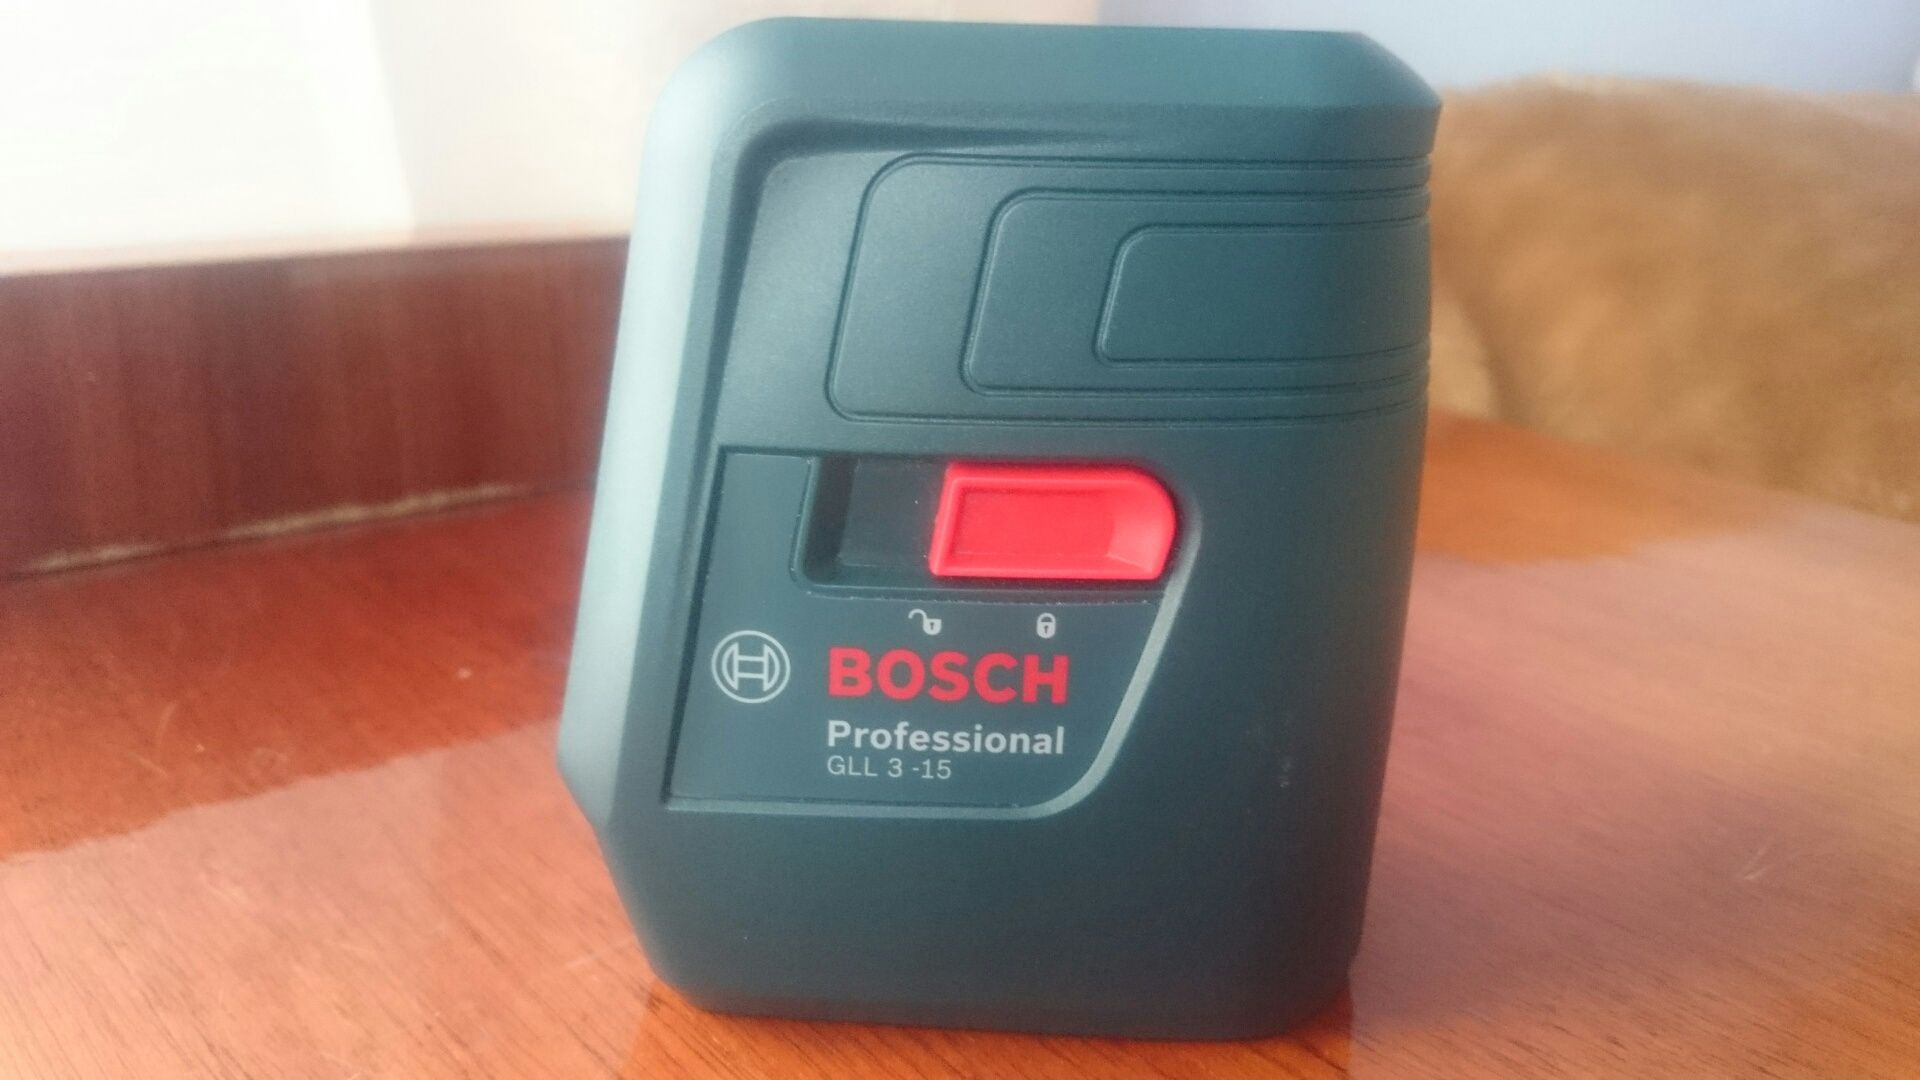 BOSCH
Professional
GLL 3 -15